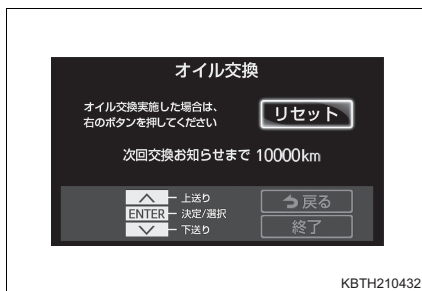 オイル交換
オイル交換実施した場合は、
右のボタンを押してください
リセット
次回交換お知らせまで 10000km
上送り
ENTER 決定/選択
下送り
戻る
終了
KBTH210432